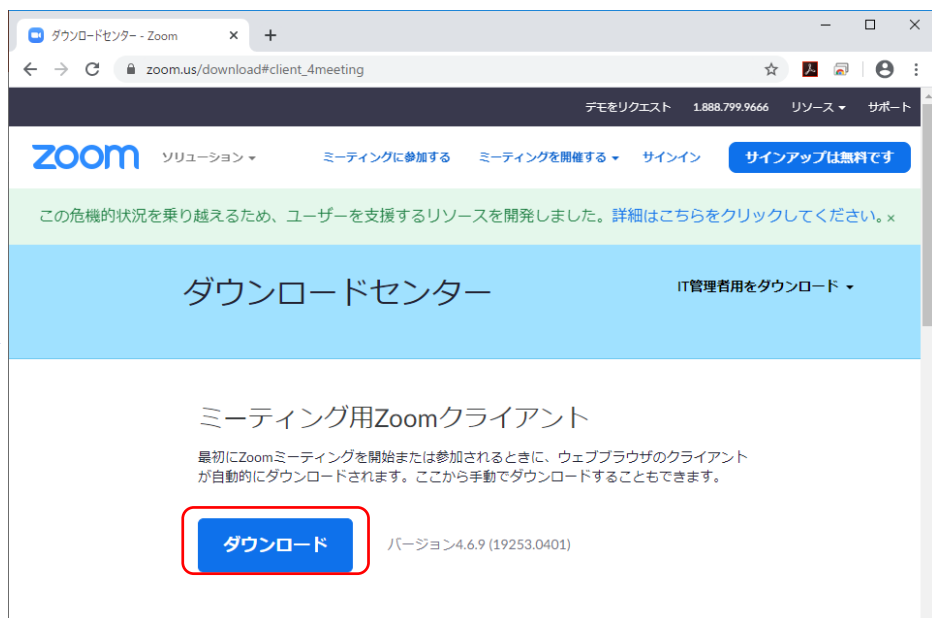 ダウンロードセンター - Zoom
zoom.us/download#client_4meeting
デモをリクエスト 1.888.799.9666 リソース サポート
zoom ソリューション ミーティングに参加する ミーティングを開催する サインイン サインアップは無料です
この危機的状況を乗り越えるため、ユーザーを支援するリソースを開発しました。詳細はこちらをクリックしてください。×
ダウンロードセンター
IT管理者用をダウンロード
ミーティング用Zoomクライアント
最初にZoomミーティングを開始または参加されるときに、ウェブブラウザのクライアント
が自動的にダウンロードされます。ここから手動でダウンロードすることもできます。
ダウンロード バージョン4.6.9 (19253.0401)